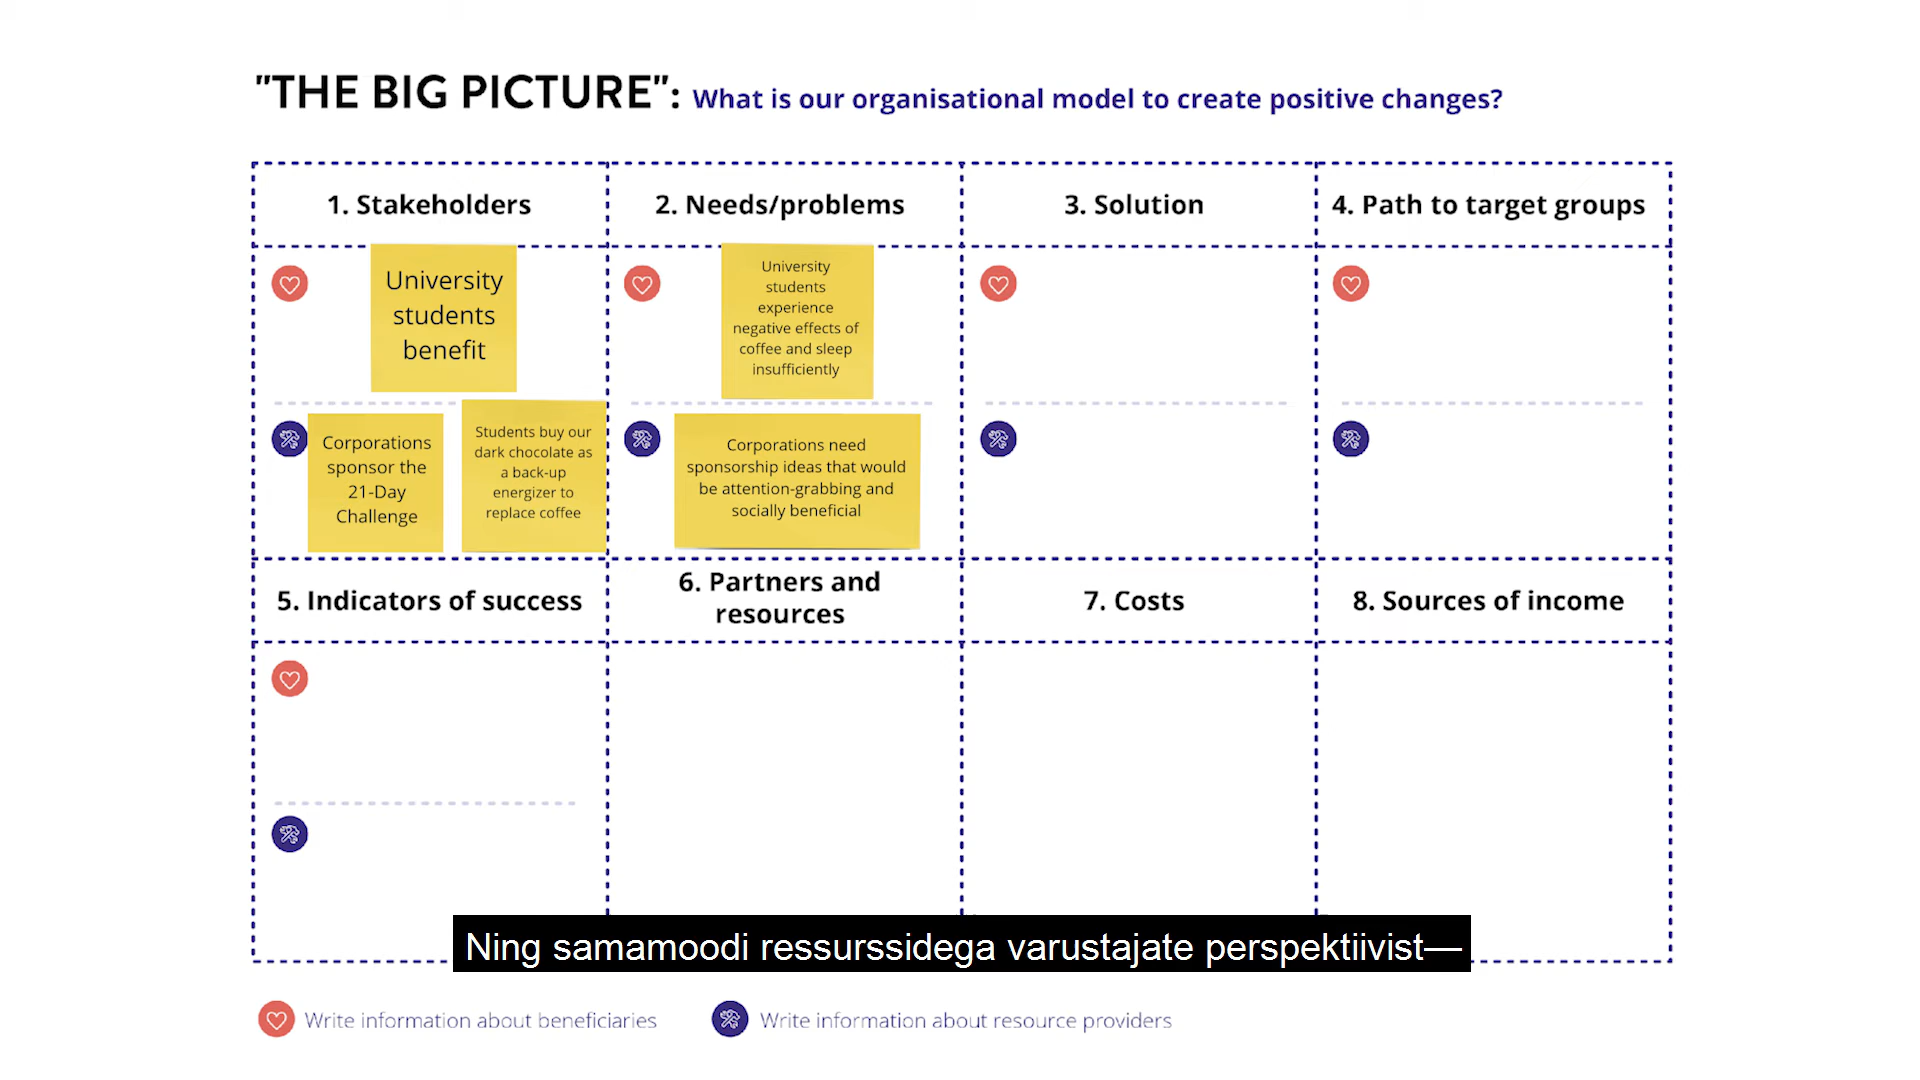 "THE BIG PICTURE": What is our organisational model to create positive changes?
1. Stakeholders
2. Needs/problems
3. Solution
4. Path to target groups
University
students
benefit
University
students
experience
negative effects of
coffee and sleep
insufficiently
Corporations
sponsor the
21-Day
Challenge
Students buy our
dark chocolate as
a back-up
energizer to
replace coffee
Corporations need
sponsorship ideas that would
be attention-grabbing and
socially beneficial
5. Indicators of success
6. Partners and
resources
7. Costs
8. Sources of income
Ning samamoodi ressurssidega varustajate perspektiivist—
Write information about beneficiaries
Write information about resource providers